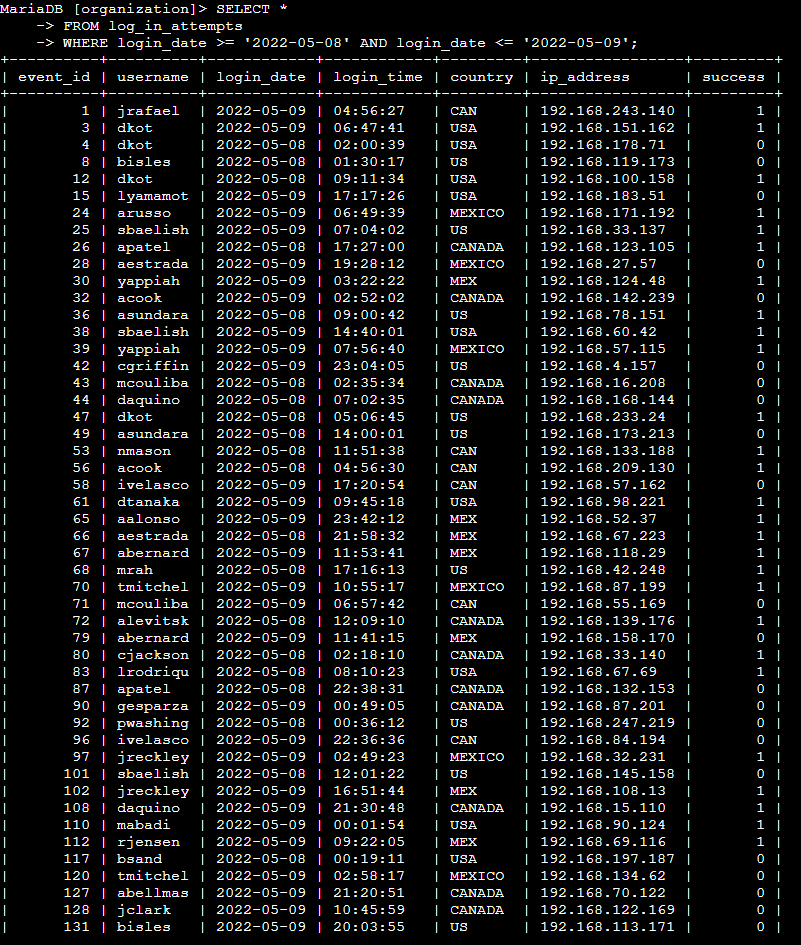 MariaDB [organization]> SELECT *
    -> FROM log_in_attempts
    -> WHERE login_date >= '2022-05-08' AND login_date <= '2022-05-09';
+----------+----------+------------+------------+---------+-----------------+---------+
| event_id | username | login_date | login_time | country | ip_address      | success |
+----------+----------+------------+------------+---------+-----------------+---------+
|        1 | jrafael  | 2022-05-09 | 04:56:27   | CAN     | 192.168.243.140 |       1 |
|        3 | dkot     | 2022-05-09 | 06:47:41   | USA     | 192.168.151.162 |       1 |
|        4 | dkot     | 2022-05-08 | 02:00:39   | USA     | 192.168.178.71  |       0 |
|        8 | bisles   | 2022-05-08 | 01:30:17   | US      | 192.168.119.173 |       0 |
|       12 | dkot     | 2022-05-08 | 09:11:34   | USA     | 192.168.100.158 |       1 |
|       15 | lyamamot | 2022-05-09 | 17:17:26   | USA     | 192.168.183.51  |       0 |
|       24 | arusso   | 2022-05-09 | 06:49:39   | MEXICO  | 192.168.171.192 |       1 |
|       25 | sbaelish | 2022-05-09 | 07:04:02   | US      | 192.168.33.137  |       1 |
|       26 | apatel   | 2022-05-08 | 17:27:00   | CANADA  | 192.168.123.105 |       1 |
|       28 | aestrada | 2022-05-09 | 19:28:12   | MEXICO  | 192.168.27.57   |       0 |
|       30 | yappiah  | 2022-05-09 | 03:22:22   | MEX     | 192.168.124.48  |       1 |
|       32 | acook    | 2022-05-09 | 02:52:02   | CANADA  | 192.168.142.239 |       0 |
|       36 | asundara | 2022-05-08 | 09:00:42   | US      | 192.168.78.151  |       1 |
|       38 | sbaelish | 2022-05-09 | 14:40:01   | USA     | 192.168.60.42   |       1 |
|       39 | yappiah  | 2022-05-09 | 07:56:40   | MEXICO  | 192.168.57.115  |       1 |
|       42 | cgriffin | 2022-05-09 | 23:04:05   | US      | 192.168.4.157   |       0 |
|       43 | mcouliba | 2022-05-08 | 02:35:34   | CANADA  | 192.168.16.208  |       0 |
|       44 | daquino  | 2022-05-08 | 07:02:35   | CANADA  | 192.168.168.144 |       0 |
|       47 | dkot     | 2022-05-08 | 05:06:45   | US      | 192.168.233.24  |       1 |
|       49 | asundara | 2022-05-08 | 14:00:01   | US      | 192.168.173.213 |       0 |
|       53 | nmason   | 2022-05-08 | 11:51:38   | CAN     | 192.168.133.188 |       1 |
|       56 | acook    | 2022-05-08 | 04:56:30   | CAN     | 192.168.209.130 |       1 |
|       58 | ivelasco | 2022-05-09 | 17:20:54   | CAN     | 192.168.57.162  |       0 |
|       61 | dtanaka  | 2022-05-09 | 09:45:18   | USA     | 192.168.98.221  |       1 |
|       65 | aalonso  | 2022-05-09 | 23:42:12   | MEX     | 192.168.52.37   |       1 |
|       66 | aestrada | 2022-05-08 | 21:58:32   | MEX     | 192.168.67.223  |       1 |
|       67 | abernard | 2022-05-09 | 11:53:41   | MEX     | 192.168.118.29  |       1 |
|       68 | mrah     | 2022-05-08 | 17:16:13   | US      | 192.168.42.248  |       1 |
|       70 | tmitchel | 2022-05-09 | 10:55:17   | MEXICO  | 192.168.87.199  |       1 |
|       71 | mcouliba | 2022-05-09 | 06:57:42   | CAN     | 192.168.55.169  |       0 |
|       72 | alevitsk | 2022-05-08 | 12:09:10   | CANADA  | 192.168.139.176 |       1 |
|       79 | abernard | 2022-05-09 | 11:41:15   | MEX     | 192.168.158.170 |       0 |
|       80 | cjackson | 2022-05-08 | 02:18:10   | CANADA  | 192.168.33.140  |       1 |
|       83 | lrodriqu | 2022-05-08 | 08:10:23   | USA     | 192.168.67.69   |       1 |
|       87 | apatel   | 2022-05-08 | 22:38:31   | CANADA  | 192.168.132.153 |       0 |
|       90 | gesparza | 2022-05-09 | 00:49:05   | CANADA  | 192.168.87.201  |       0 |
|       92 | pwashing | 2022-05-08 | 00:36:12   | US      | 192.168.247.219 |       0 |
|       96 | ivelasco | 2022-05-09 | 22:36:36   | CAN     | 192.168.84.194  |       0 |
|       97 | jreckley | 2022-05-09 | 02:49:23   | MEXICO  | 192.168.32.231  |       1 |
|      101 | sbaelish | 2022-05-08 | 12:01:22   | US      | 192.168.145.158 |       0 |
|      102 | jreckley | 2022-05-09 | 16:51:44   | MEX     | 192.168.108.13  |       1 |
|      108 | daquino  | 2022-05-09 | 21:30:48   | CANADA  | 192.168.15.110  |       1 |
|      110 | mabadi   | 2022-05-09 | 00:01:54   | USA     | 192.168.90.124  |       1 |
|      112 | rjensen  | 2022-05-09 | 09:22:05   | MEX     | 192.168.69.116  |       1 |
|      117 | bsand    | 2022-05-08 | 00:19:11   | USA     | 192.168.197.187 |       0 |
|      120 | tmitchel | 2022-05-09 | 02:58:17   | MEXICO  | 192.168.134.62  |       0 |
|      127 | abellmas | 2022-05-09 | 21:20:51   | CANADA  | 192.168.70.122  |       0 |
|      128 | jclark   | 2022-05-09 | 10:45:59   | CANADA  | 192.168.122.169 |       0 |
|      131 | bisles   | 2022-05-09 | 20:03:55   | US      | 192.168.113.171 |       0 |